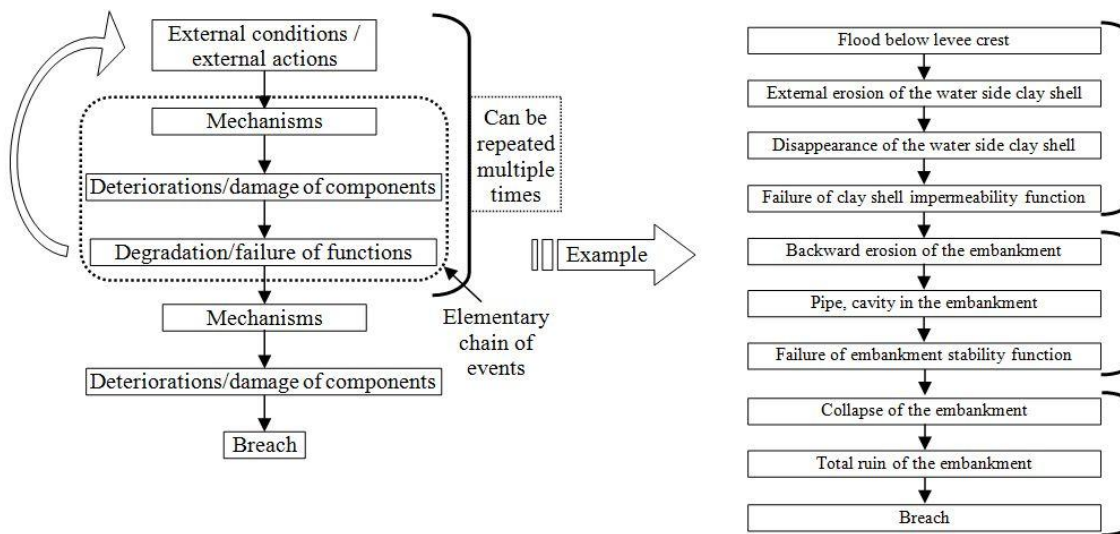 External conditions /
external actions
Mechanisms
Deteriorations/damage of components
Degradation/failure of functions
Mechanisms
Deteriorations/damage of components
Breach
Can be
repeated
multiple
times
Elementary
chain of
events
Example
Flood below levee crest
External erosion of the water side clay shell
Disappearance of the water side clay shell
Failure of clay shell impermeability function
Backward erosion of the embankment
Pipe, cavity in the embankment
Failure of embankment stability function
Collapse of the embankment
Total ruin of the embankment
Breach